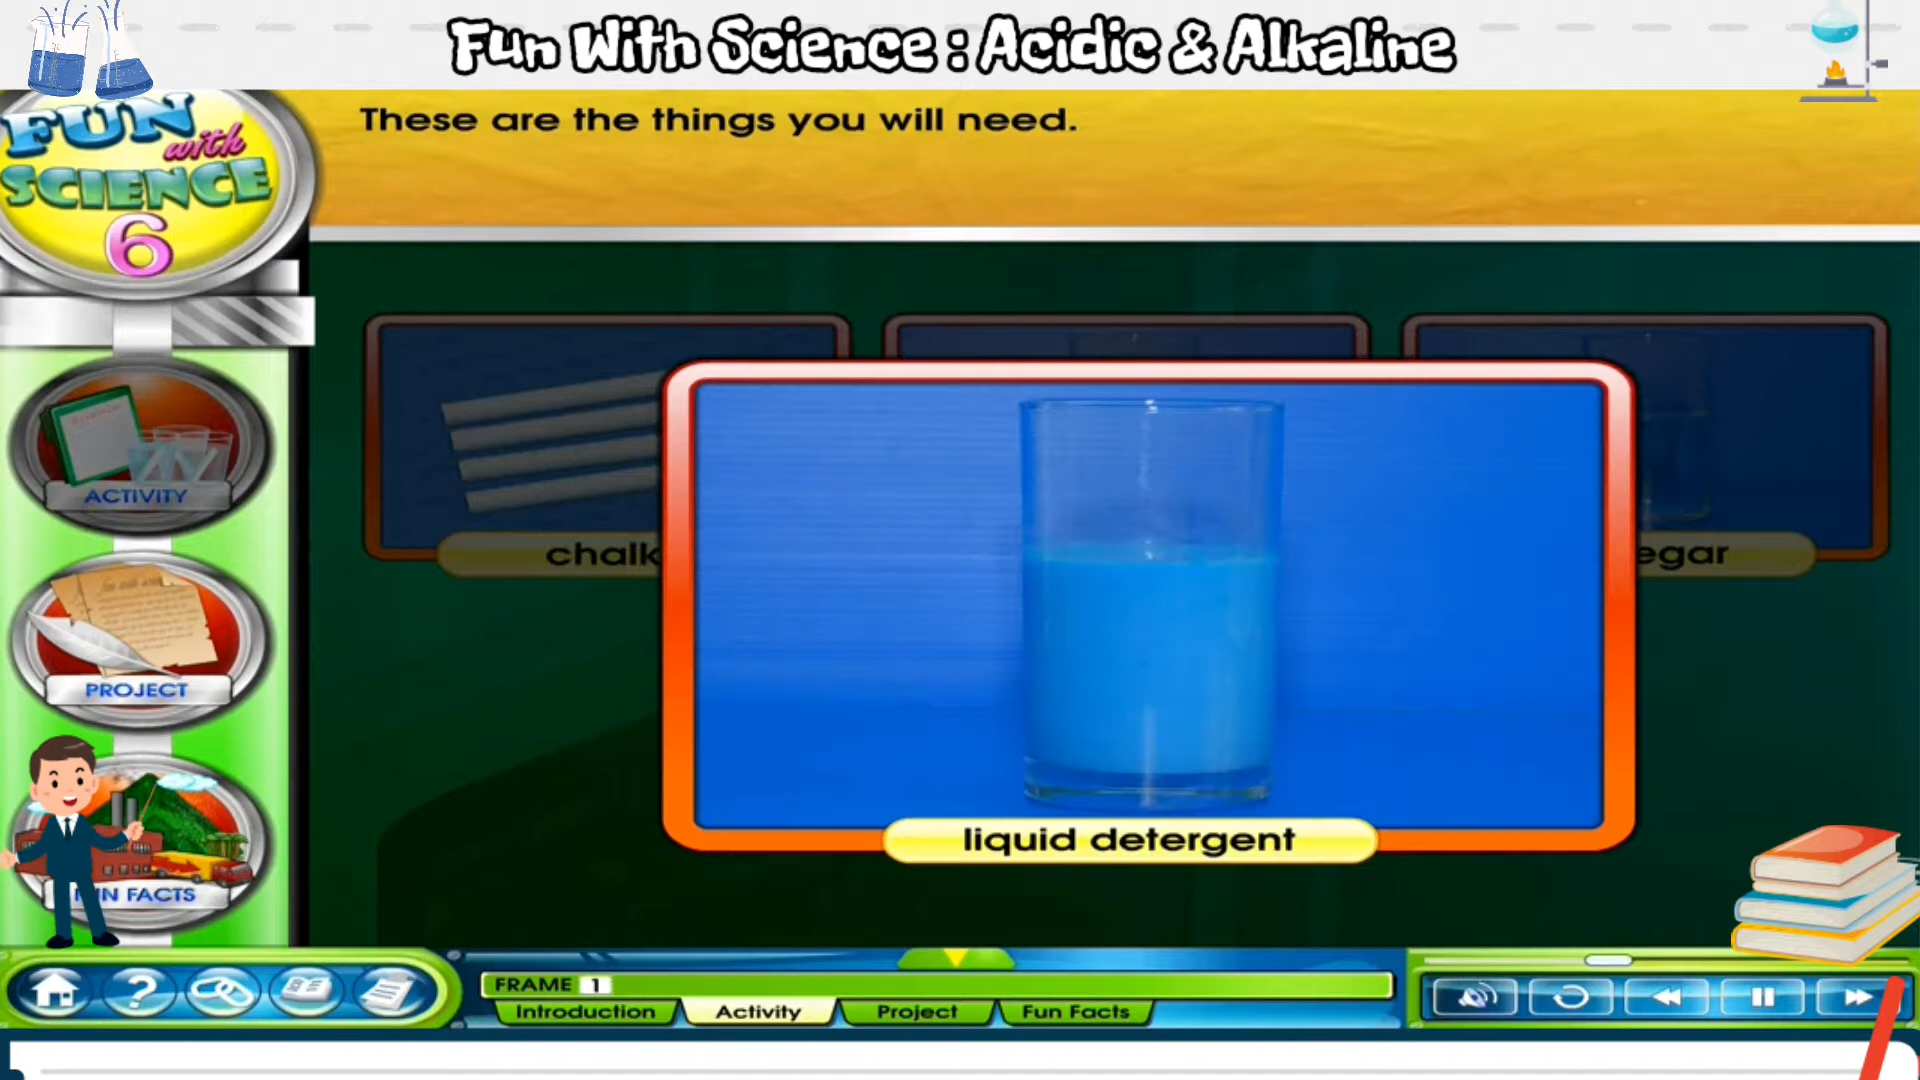 Fun With Science : Acidic & Alkaline
FUN
with
SCIENCE
6
These are the things you will need.
ACTIVITY
PROJECT
FUN FACTS
chalk
egar
liquid detergent
FRAME 1
Introduction
Activity
Project
Fun Facts